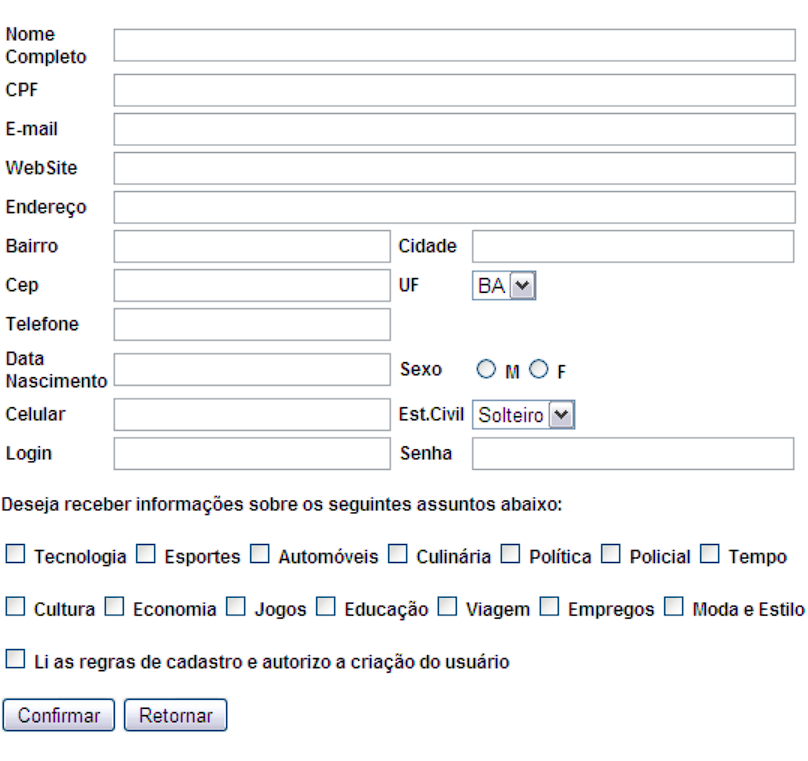 Nome
Completo
CPF
E-mail
WebSite
Endereço
Bairro Cidade
Cep UF BA
Telefone
Data
Nascimento Sexo M F
Celular Est.Civil Solteiro
Login Senha
Deseja receber informações sobre os seguintes assuntos abaixo:
Tecnologia Esportes Automóveis Culinária Política Policial Tempo
Cultura Economia Jogos Educação Viagem Empregos Moda e Estilo
Li as regras de cadastro e autorizo a criação do usuário
Confirmar Retornar